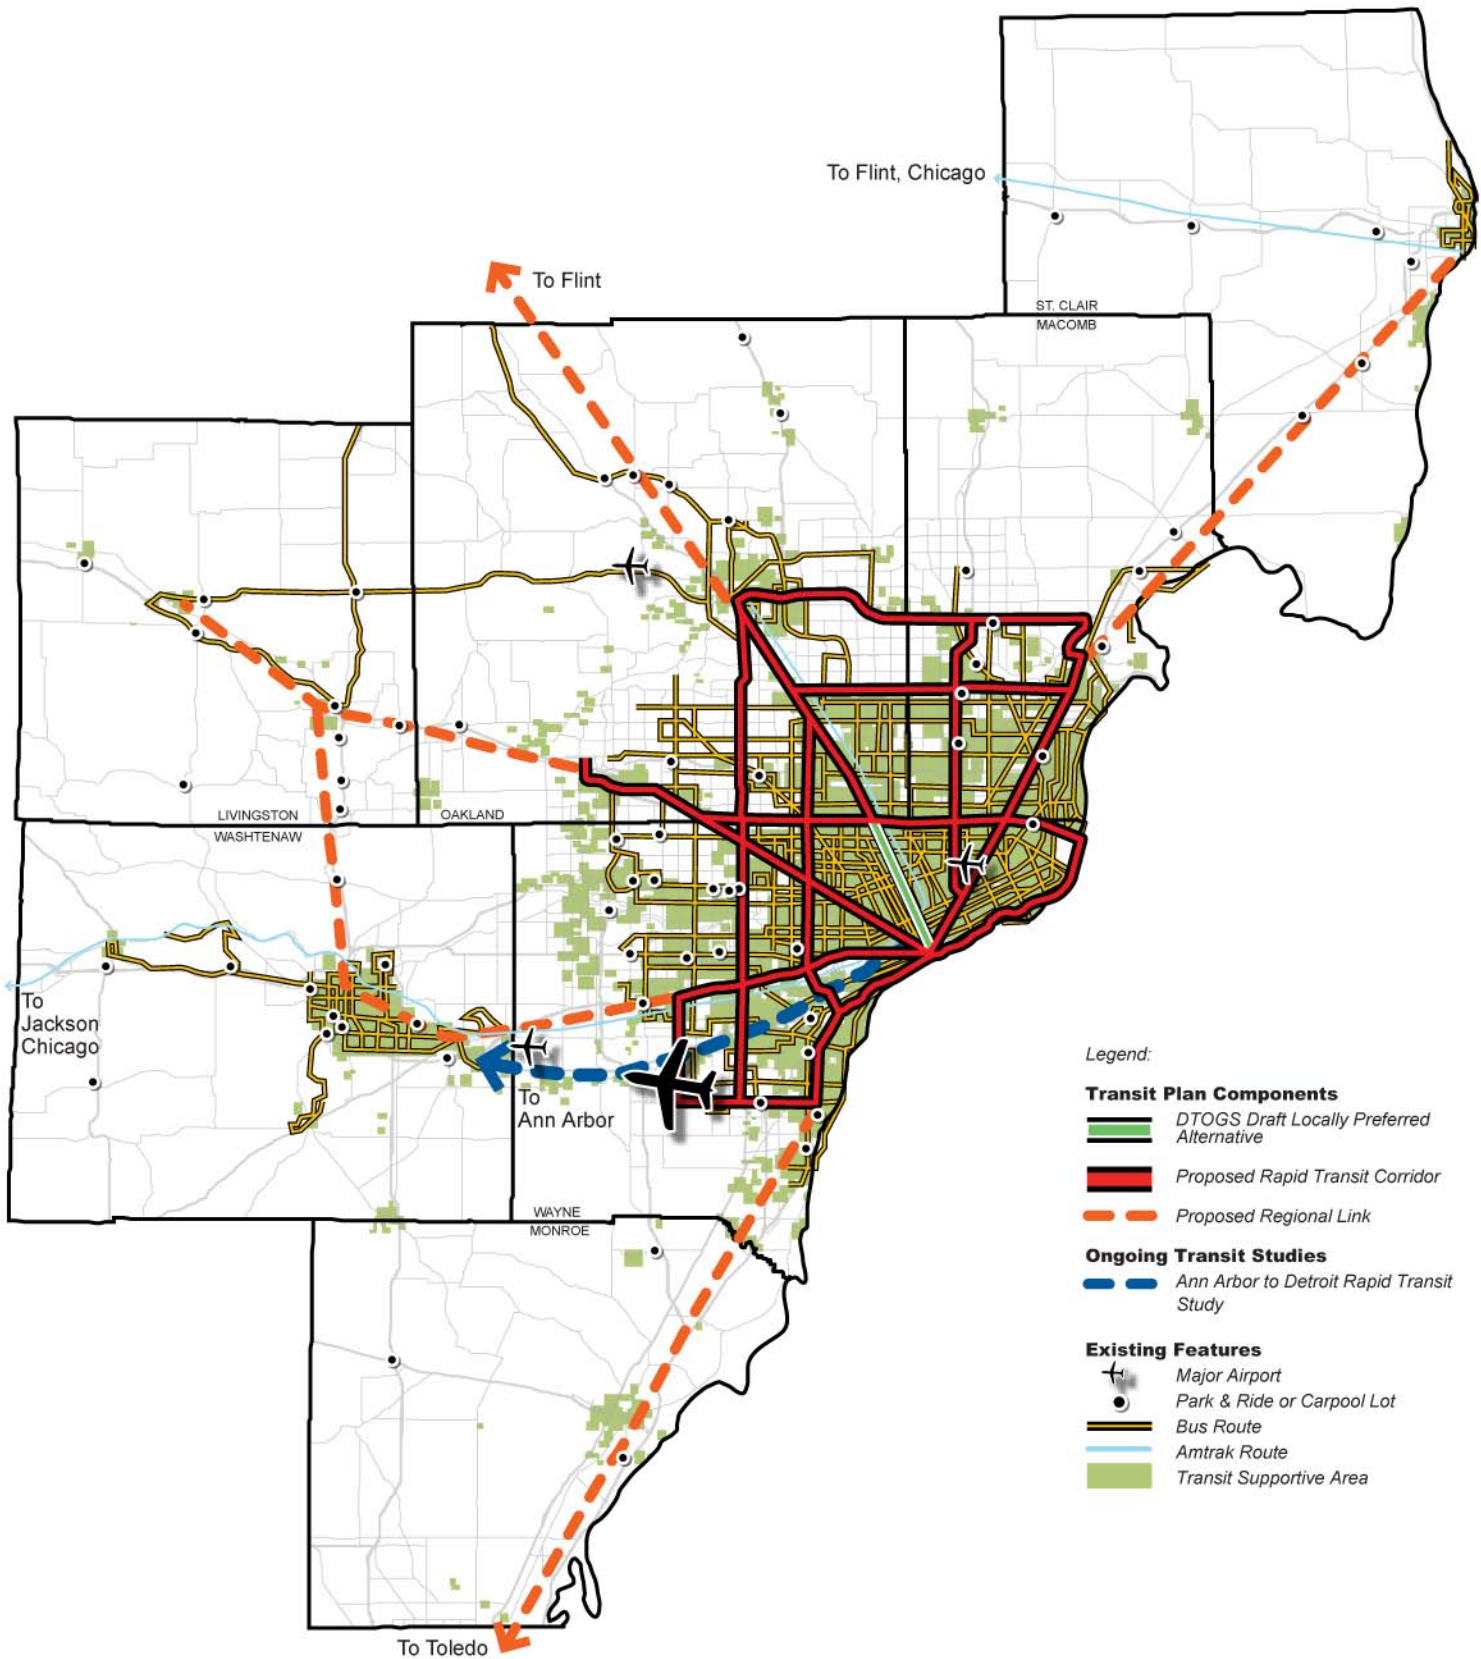 To Flint, Chicago
To Flint
ST. CLAIR
MACOMB
LIVINGSTON
WASHTENAW
OAKLAND
To
Jackson
Chicago
To
Ann Arbor
WAYNE
MONROE
To Toledo
Legend:
Transit Plan Components
DTOGS Draft Locally Preferred
Alternative
Proposed Rapid Transit Corridor
Proposed Regional Link
Ongoing Transit Studies
Ann Arbor to Detroit Rapid Transit
Study
Existing Features
Major Airport
Park & Ride or Carpool Lot
Bus Route
Amtrak Route
Transit Supportive Area